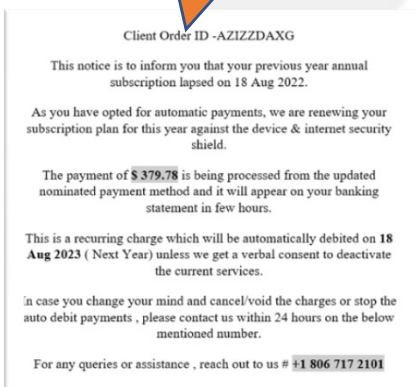 Client Order ID -AZIZZDAXG
This notice is to inform you that your previous year annual
subscription lapsed on 18 Aug 2022.
As you have opted for automatic payments, we are renewing your
subscription plan for this year against the device & internet security
shield.
The payment of $ 379.78 is being processed from the updated
nominated payment method and it will appear on your banking
statement in few hours.
This is a recurring charge which will be automatically debited on 18
Aug 2023 ( Next Year) unless we get a verbal consent to deactivate
the current services.
In case you change your mind and cancel/void the charges or stop the
auto debit payments , please contact us within 24 hours on the below
mentioned number.
For any queries or assistance , reach out to us # +1 806 717 2101